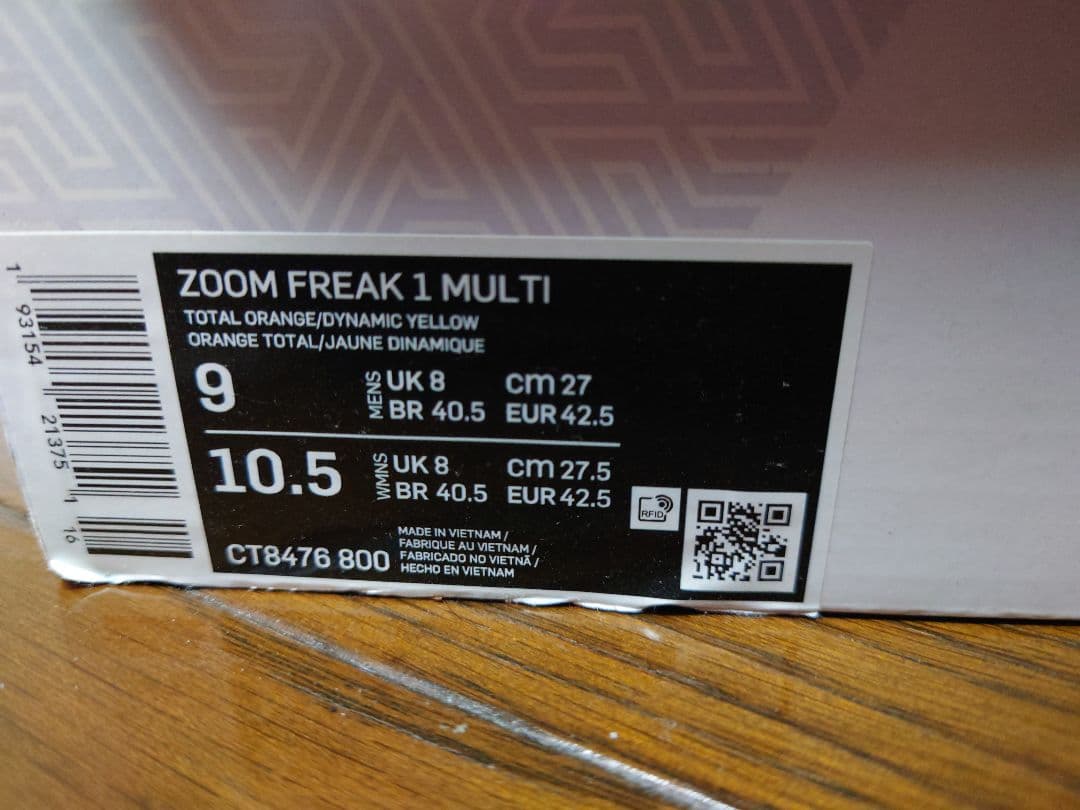 ZOOM FREAK 1 MULTI
TOTAL ORANGE/DYNAMIC YELLOW
ORANGE TOTAL/JAUNE DINAMIQUE
9 MENS UK 8 cm 27
BR 40.5 EUR 42.5
10.5 WMNS UK 8 cm 27.5
BR 40.5 EUR 42.5
RFID
CT8476 800
MADE IN VIETNAM /
FABRIQUE AU VIETNAM /
FABRICADO NO VIETNÃ /
HECHO EN VIETNAM
1 93154 21375 1 16